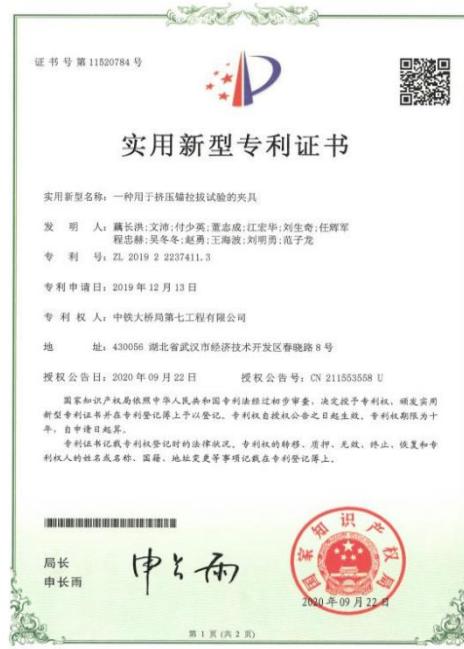 证书号第11520784号
实用新型专利证书
实用新型名称：一种用于挤压锚拉拔试验的夹具
发明人：藕长洪;文沛;付少英;董志成;江宏华;刘生奇;任辉军
程忠赫;吴冬冬;赵勇;王海波;刘明勇;范子龙
专利号：ZL 2019 2 2237411.3
专利申请日：2019年12月13日
专利权人：中铁大桥局第七工程有限公司
地址：430056 湖北省武汉市经济技术开发区春晓路8号
授权公告日：2020年09月22日 授权公告号：CN 211553558 U
国家知识产权局依照中华人民共和国专利法经过初步审查，决定授予专利权，颁发实用
新型专利证书并在专利登记簿上予以登记。专利权自授权公告之日起生效。专利权期限为十
年，自申请日起算。
专利证书记载专利权登记时的法律状况。专利权的转移、质押、无效、终止、恢复和专
利权人的姓名或名称、国籍、地址变更等事项记载在专利登记簿上。
局长
申长雨
申长雨
国家知识产权局
2020年09月22日
第1页(共2页)